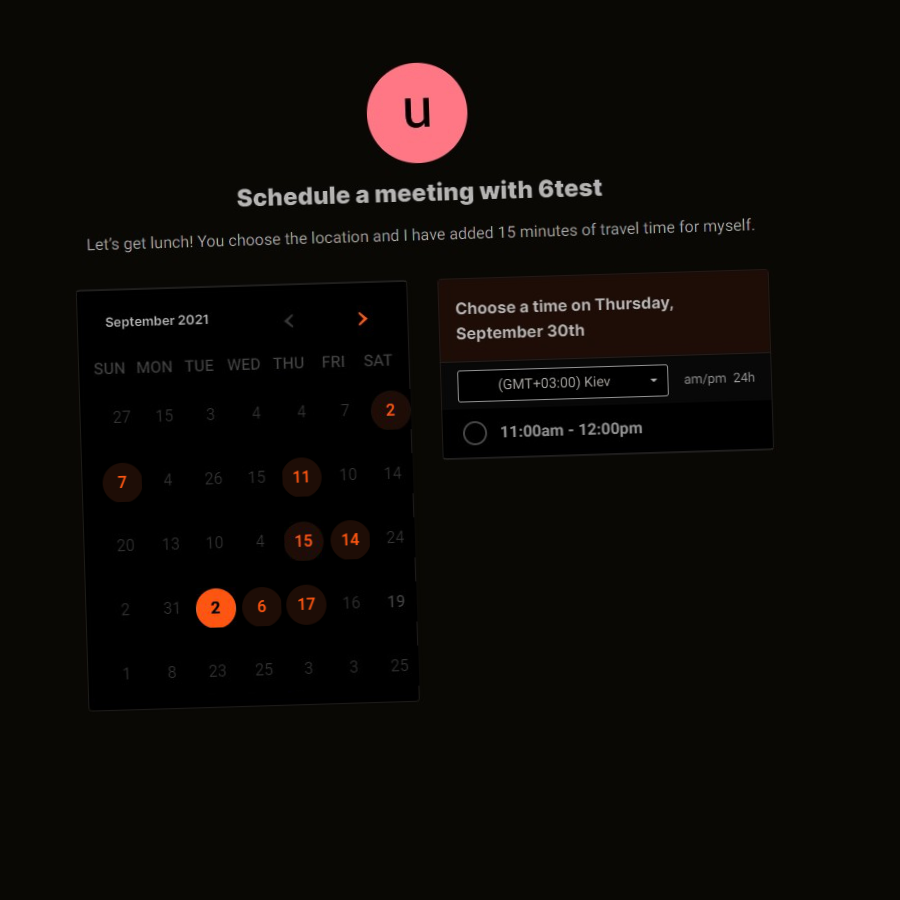 u
Schedule a meeting with 6test
Let's get lunch! You choose the location and I have added 15 minutes of travel time for myself.
September 2021
SUN MON TUE WED THU FRI SAT
27 15 3 4 4 7 2
7 4 26 15 11 10 14
20 13 10 4 15 14 24
2 31 2 6 17 16 19
1 8 23 25 3 3 25
Choose a time on Thursday,
September 30th
(GMT+03:00) Kiev am/pm 24h
11:00am - 12:00pm